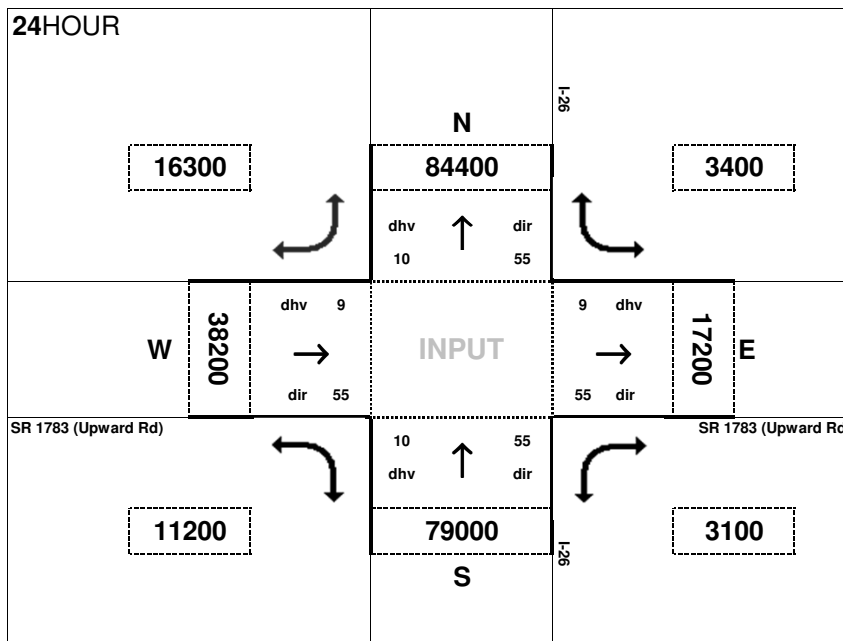 24HOUR
I-26
N
16300
84400
3400
dhv
dir
10
55
dhv 9
9 dhv
W
38200
INPUT
17200
E
dir 55
55 dir
SR 1783 (Upward Rd)
SR 1783 (Upward Rd
10
55
dhv
dir
11200
79000
3100
I-26
S